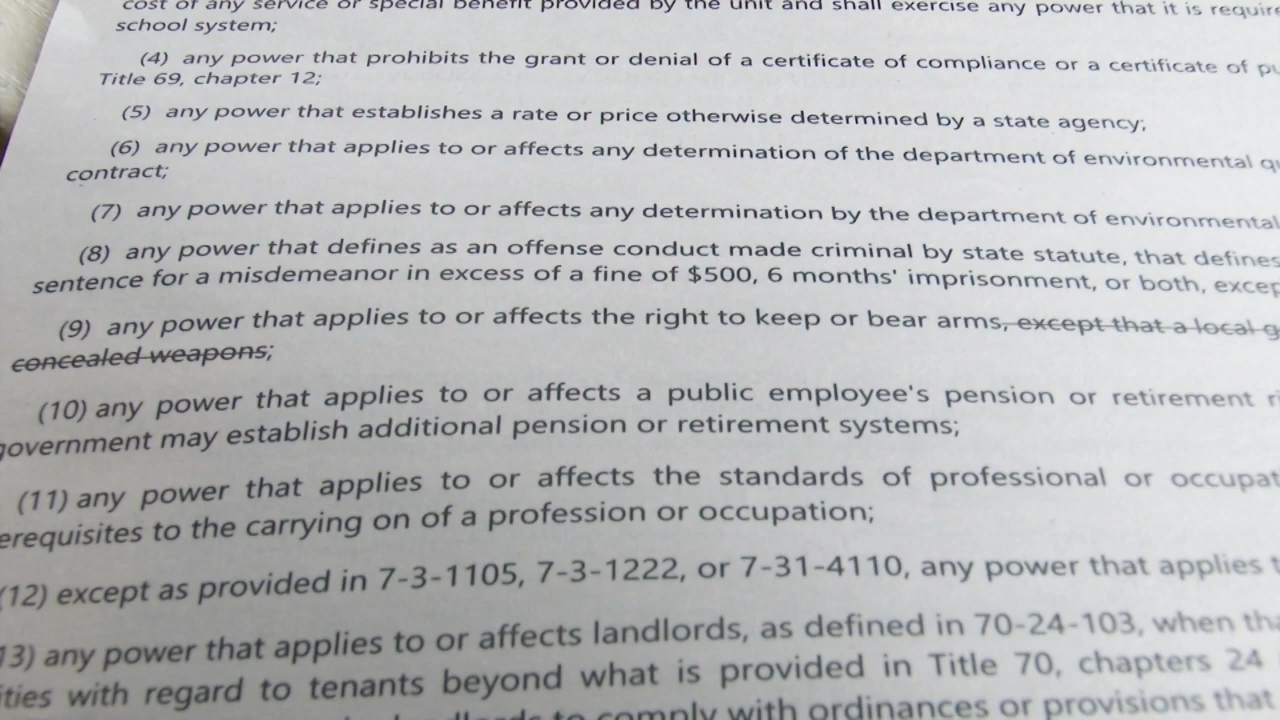 cost of any service or special benefit provided by the unit and shall exercise any power that it is
school system;
(4) any power that prohibits the grant or denial of a certificate of compliance or a certificate of
Title 69, chapter 12;
(5) any power that establishes a rate or price otherwise determined by a state agency;
(6) any power that applies to or affects any determination of the department of environmental
contract;
(7) any power that applies to or affects any determination by the department of environmental
(8) any power that defines as an offense conduct made criminal by state statute, that defines
sentence for a misdemeanor in excess of a fine of $500, 6 months' imprisonment, or both,
(9) any power that applies to or affects the right to keep or bear arms, except that a local
concealed weapons;
(10) any power that applies to or affects a public employee's pension or retirement
government may establish additional pension or retirement systems;
(11) any power that applies to or affects the standards of professional or
erequisites to the carrying on of a profession or occupation;
(12) except as provided in 7-3-1105, 7-3-1222, or 7-31-4110, any power that applies
13) any power that applies to or affects landlords, as defined in 70-24-103, when
ities with regard to tenants beyond what is provided in Title 70, chapters 24
to comply with ordinances or provisions that